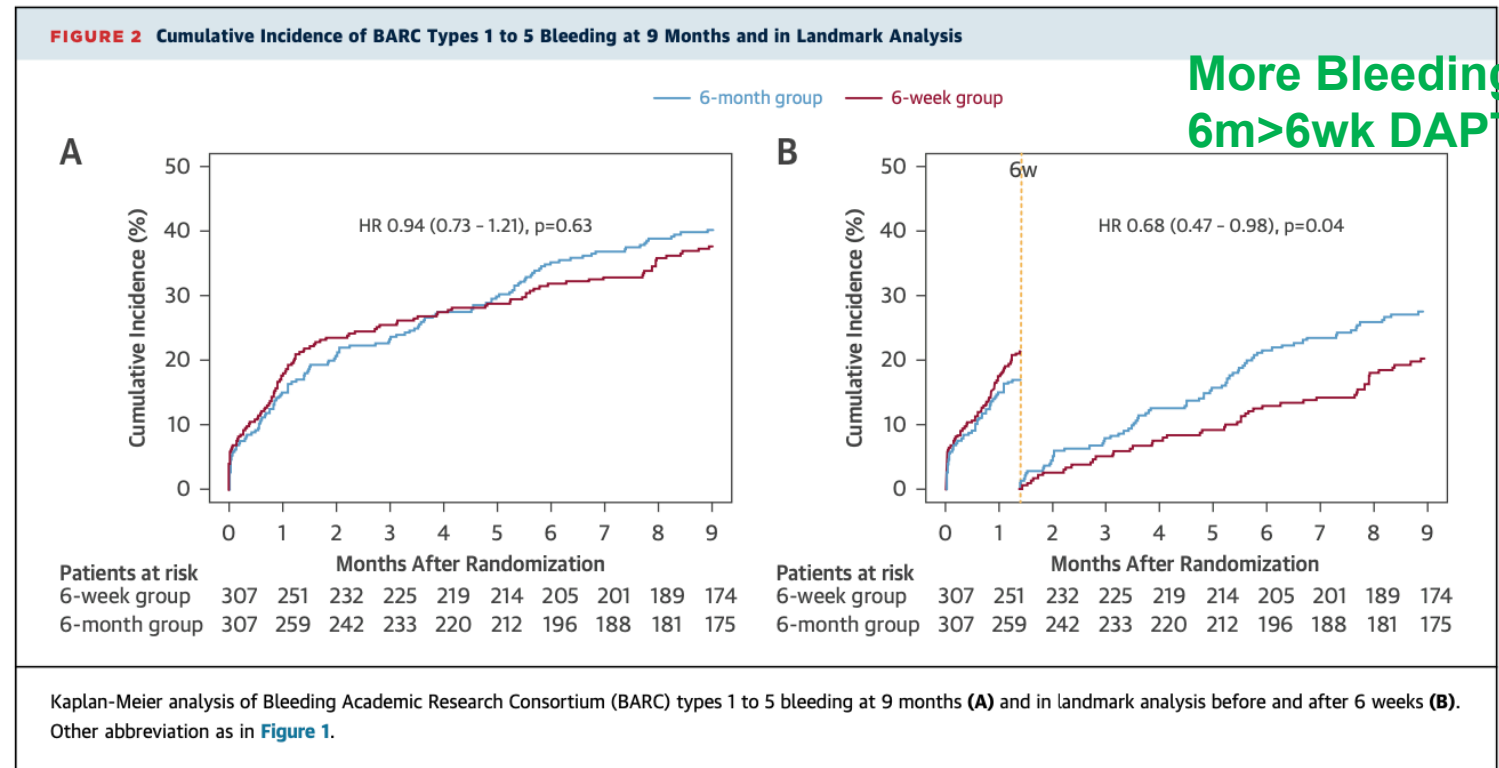 FIGURE 2 Cumulative Incidence of BARC Types 1 to 5 Bleeding at 9 Months and in Landmark Analysis
More Bleeding
6m>6wk DAPT
6-month group 6-week group
A
50
40
30
20
10
0
Cumulative Incidence (%)
HR 0.94 (0.73 - 1.21), p=0.63
0 1 2 3 4 5 6 7 8 9
Months After Randomization
Patients at risk
6-week group 307 251 232 225 219 214 205 201 189 174
6-month group 307 259 242 233 220 212 196 188 181 175
B
50
40
30
20
10
0
Cumulative Incidence (%)
6w
HR 0.68 (0.47 - 0.98), p=0.04
0 1 2 3 4 5 6 7 8 9
Months After Randomization
Patients at risk
6-week group 307 251 232 225 219 214 205 201 189 174
6-month group 307 259 242 233 220 212 196 188 181 175
Kaplan-Meier analysis of Bleeding Academic Research Consortium (BARC) types 1 to 5 bleeding at 9 months (A) and in landmark analysis before and after 6 weeks (B).
Other abbreviation as in Figure 1.